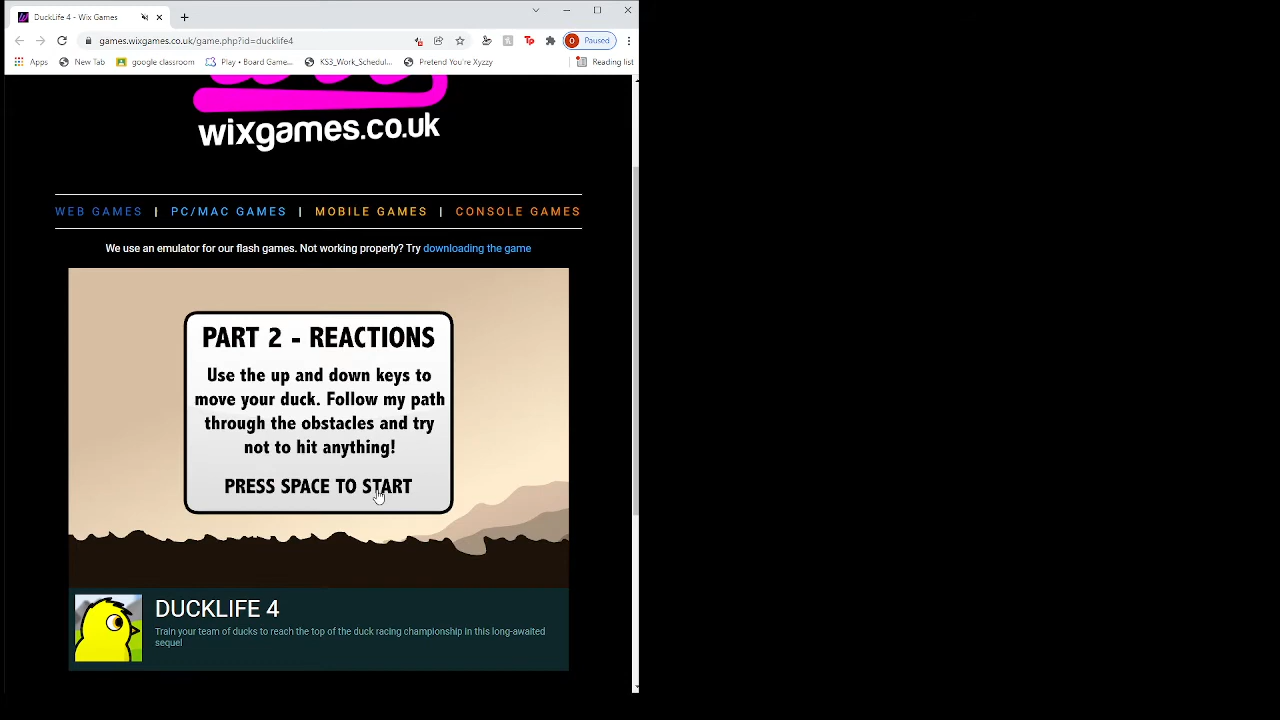 DuckLife 4 - Wix Games
games.wixgames.co.uk/game.php?id=ducklife4
Paused
Apps
New Tab
google classroom
Play • Board Game...
KS3_Work_Schedul...
Pretend You're Xyzzy
Reading list
wixgames.co.uk
WEB GAMES | PC/MAC GAMES | MOBILE GAMES | CONSOLE GAMES
We use an emulator for our flash games. Not working properly? Try downloading the game
PART 2 - REACTIONS
Use the up and down keys to
move your duck. Follow my path
through the obstacles and try
not to hit anything!
PRESS SPACE TO START
DUCKLIFE 4
Train your team of ducks to reach the top of the duck racing championship in this long-awaited
sequel